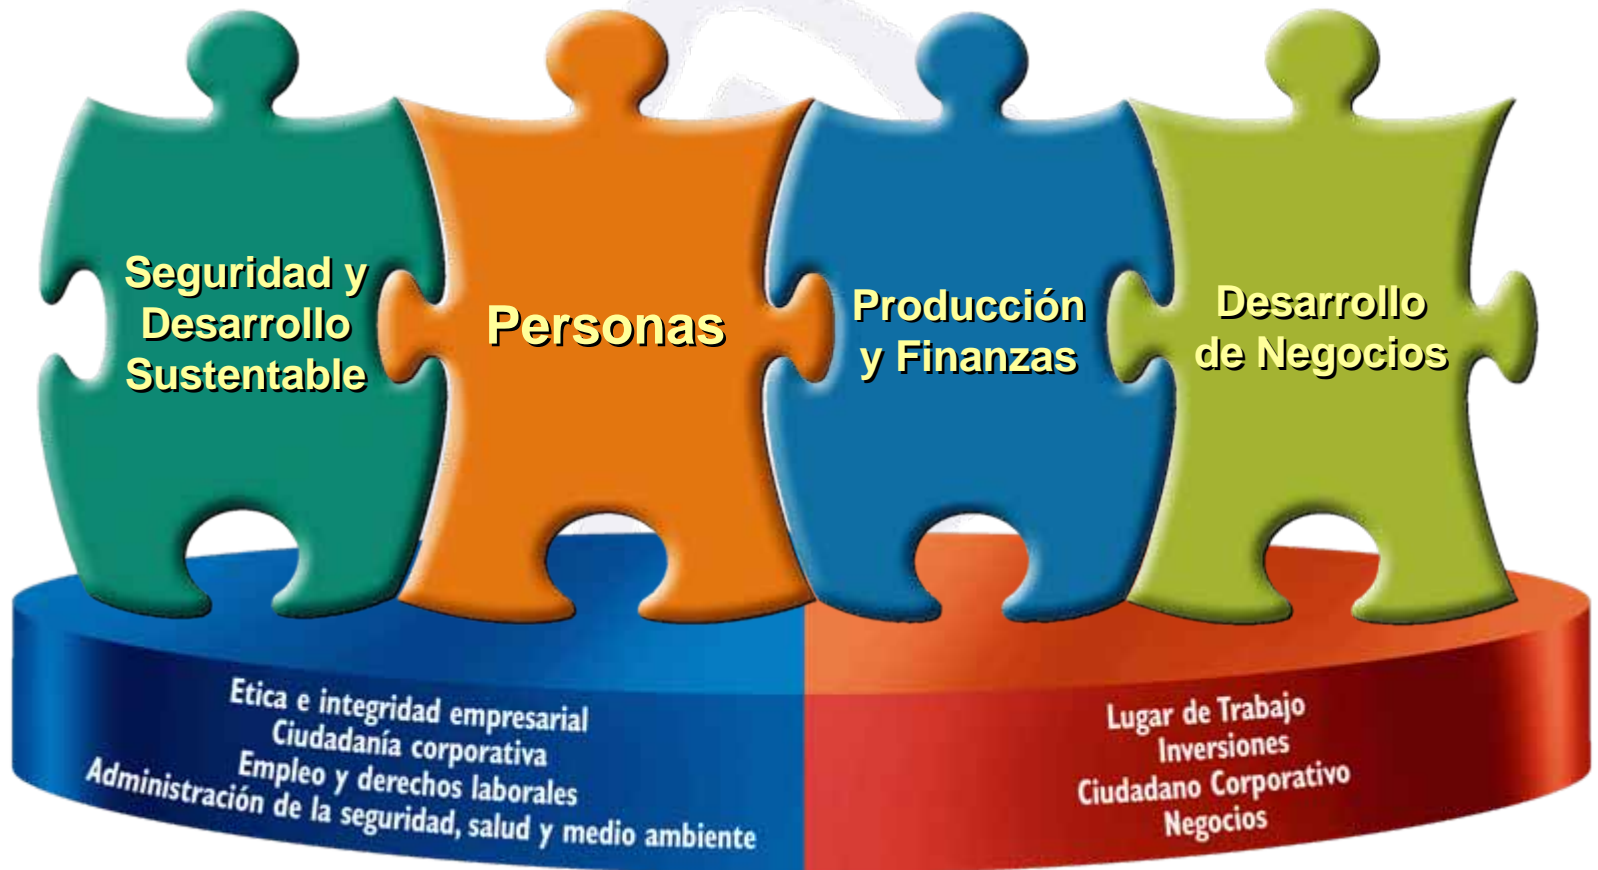 Seguridad y
Desarrollo
Sustentable
Personas
Producción
y Finanzas
Desarrollo
de Negocios
Etica e integridad empresarial
Ciudadanía corporativa
Empleo y derechos laborales
Administración de la seguridad, salud y medio ambiente
Lugar de Trabajo
Inversiones
Ciudadano Corporativo
Negocios